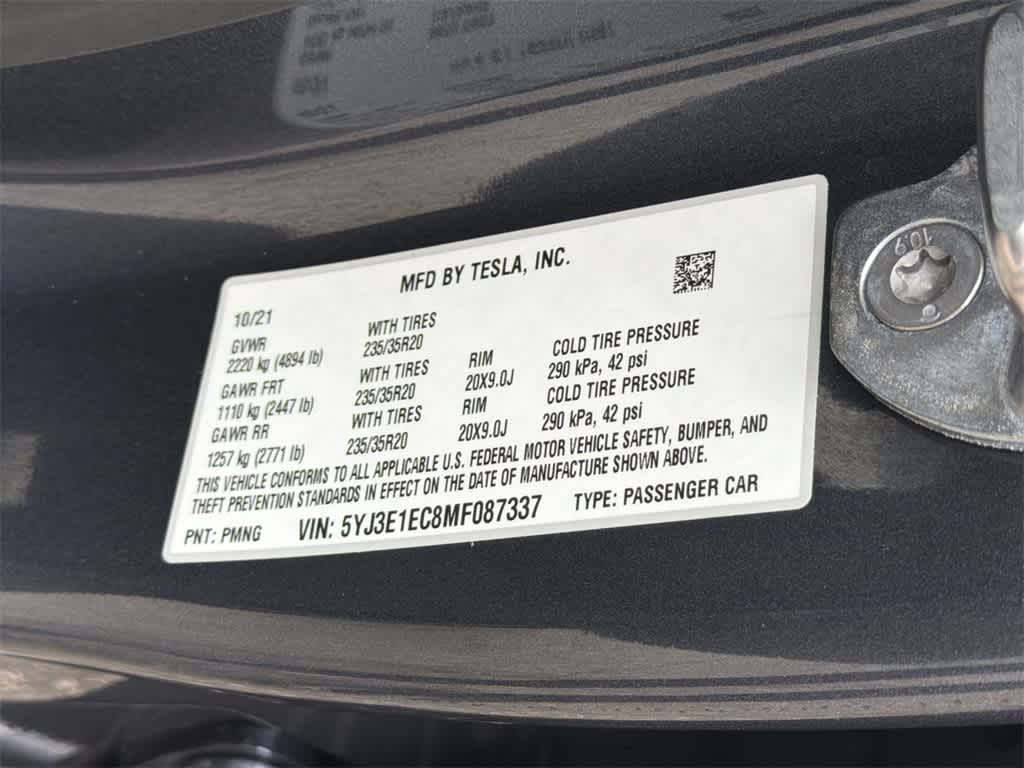 MFD BY TESLA, INC.
10/21
GVWR
2220 kg (4894 lb)
WITH TIRES
235/35R20
GAWR FRT
1110 kg (2447 lb)
WITH TIRES
235/35R20
RIM
20X9.0J
COLD TIRE PRESSURE
290 kPa, 42 psi
GAWR RR
1257 kg (2771 lb)
WITH TIRES
235/35R20
RIM
20X9.0J
COLD TIRE PRESSURE
290 kPa, 42 psi
THIS VEHICLE CONFORMS TO ALL APPLICABLE U.S. FEDERAL MOTOR VEHICLE SAFETY, BUMPER, AND
THEFT PREVENTION STANDARDS IN EFFECT ON THE DATE OF MANUFACTURE SHOWN ABOVE.
PNT: PMNG VIN: 5YJ3E1EC8MF087337 TYPE: PASSENGER CAR
10.9